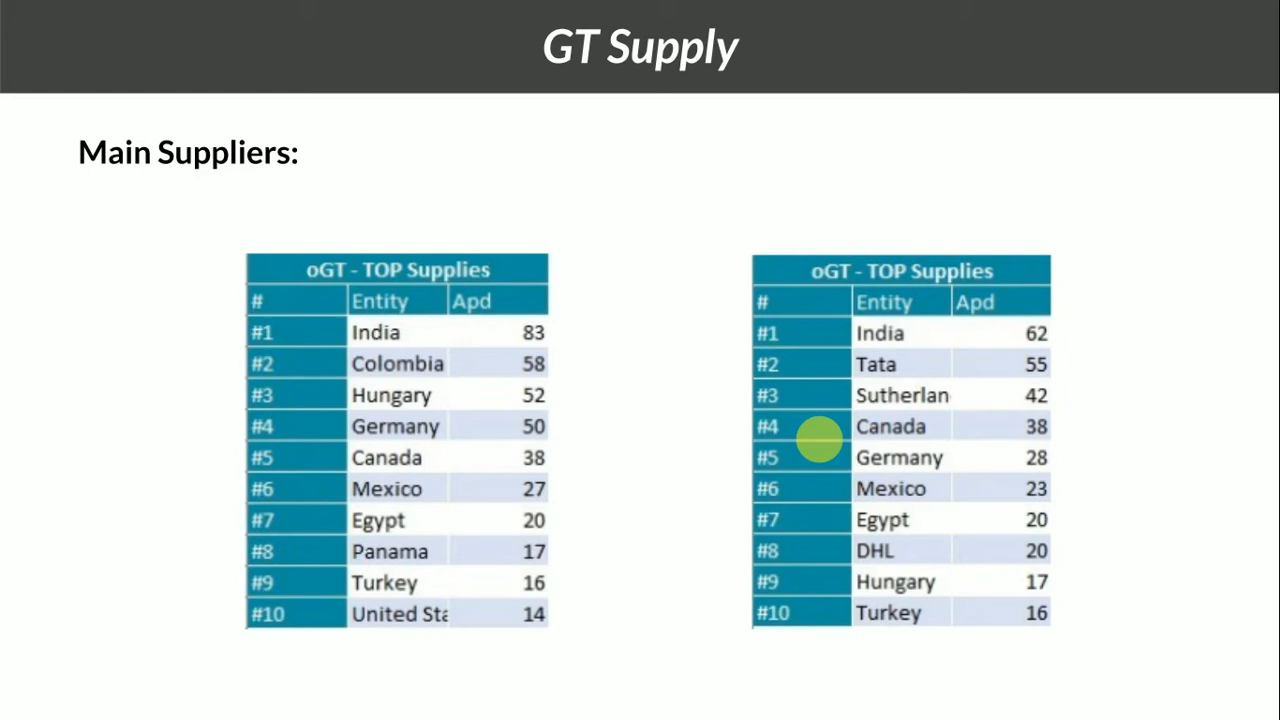 GT Supply
Main Suppliers:
oGT - TOP Supplies
# Entity Apd
#1 India 83
#2 Colombia 58
#3 Hungary 52
#4 Germany 50
#5 Canada 38
#6 Mexico 27
#7 Egypt 20
#8 Panama 17
#9 Turkey 16
#10 United Sta 14
oGT - TOP Supplies
# Entity Apd
#1 India 62
#2 Tata 55
#3 Sutherlan 42
#4 Canada 38
#5 Germany 28
#6 Mexico 23
#7 Egypt 20
#8 DHL 20
#9 Hungary 17
#10 Turkey 16